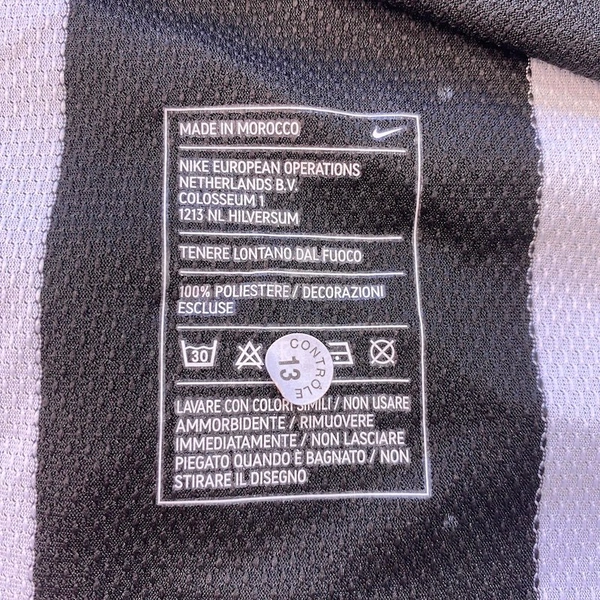 MADE IN MOROCCO
NIKE EUROPEAN OPERATIONS
NETHERLANDS B.V.
COLOSSEUM 1
1213 NL HILVERSUM
TENERE LONTANO DAL FUOCO
100% POLIESTERE / DECORAZIONI
ESCLUSE
30
CONTRÔLE
13
LAVARE CON COLORI SIMILI / NON USARE
AMMORBIDENTE / RIMUOVERE
IMMEDIATAMENTE / NON LASCIARE
PIEGATO QUANDO È BAGNATO / NON
STIRARE IL DISEGNO